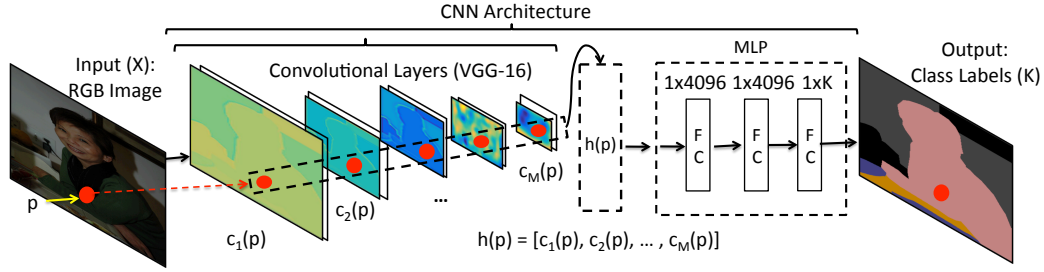 CNN Architecture
Input (X):
RGB Image
Convolutional Layers (VGG-16)
MLP
Output:
Class Labels (K)
1x4096 1x4096 1xK
F
C
F
C
F
C
h(p)
p
c1(p)
c2(p)
...
cM(p)
h(p) = [c1(p), c2(p), ... , cM(p)]